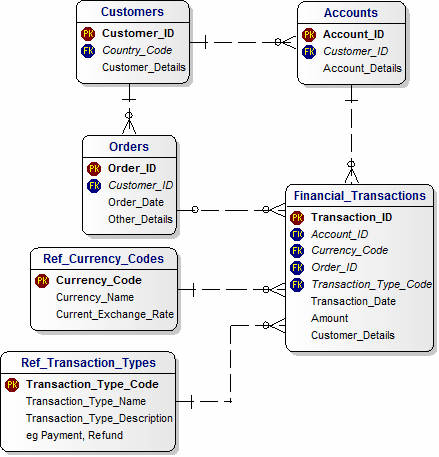 Customers
PK Customer_ID
FK Country_Code
Customer_Details
Accounts
PK Account_ID
FK Customer_ID
Account_Details
Orders
PK Order_ID
FK Customer_ID
Order_Date
Other_Details
Financial_Transactions
PK Transaction_ID
FK Account_ID
FK Currency_Code
FK Order_ID
FK Transaction_Type_Code
Transaction_Date
Amount
Customer_Details
Ref_Currency_Codes
PK Currency_Code
Currency_Name
Current_Exchange_Rate
Ref_Transaction_Types
PK Transaction_Type_Code
Transaction_Type_Name
Transaction_Type_Description
eg Payment, Refund